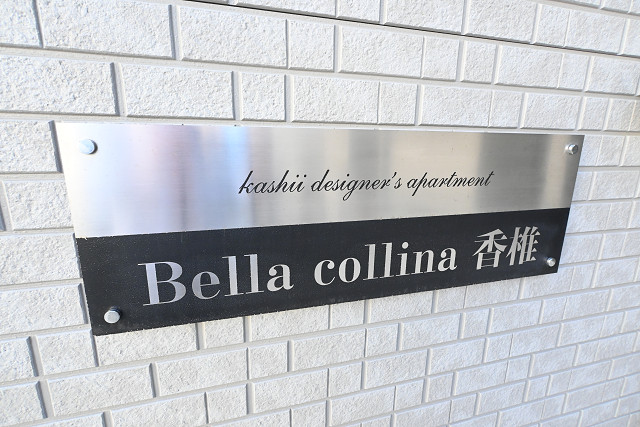 kashii designer's apartment
Bella collina 香椎